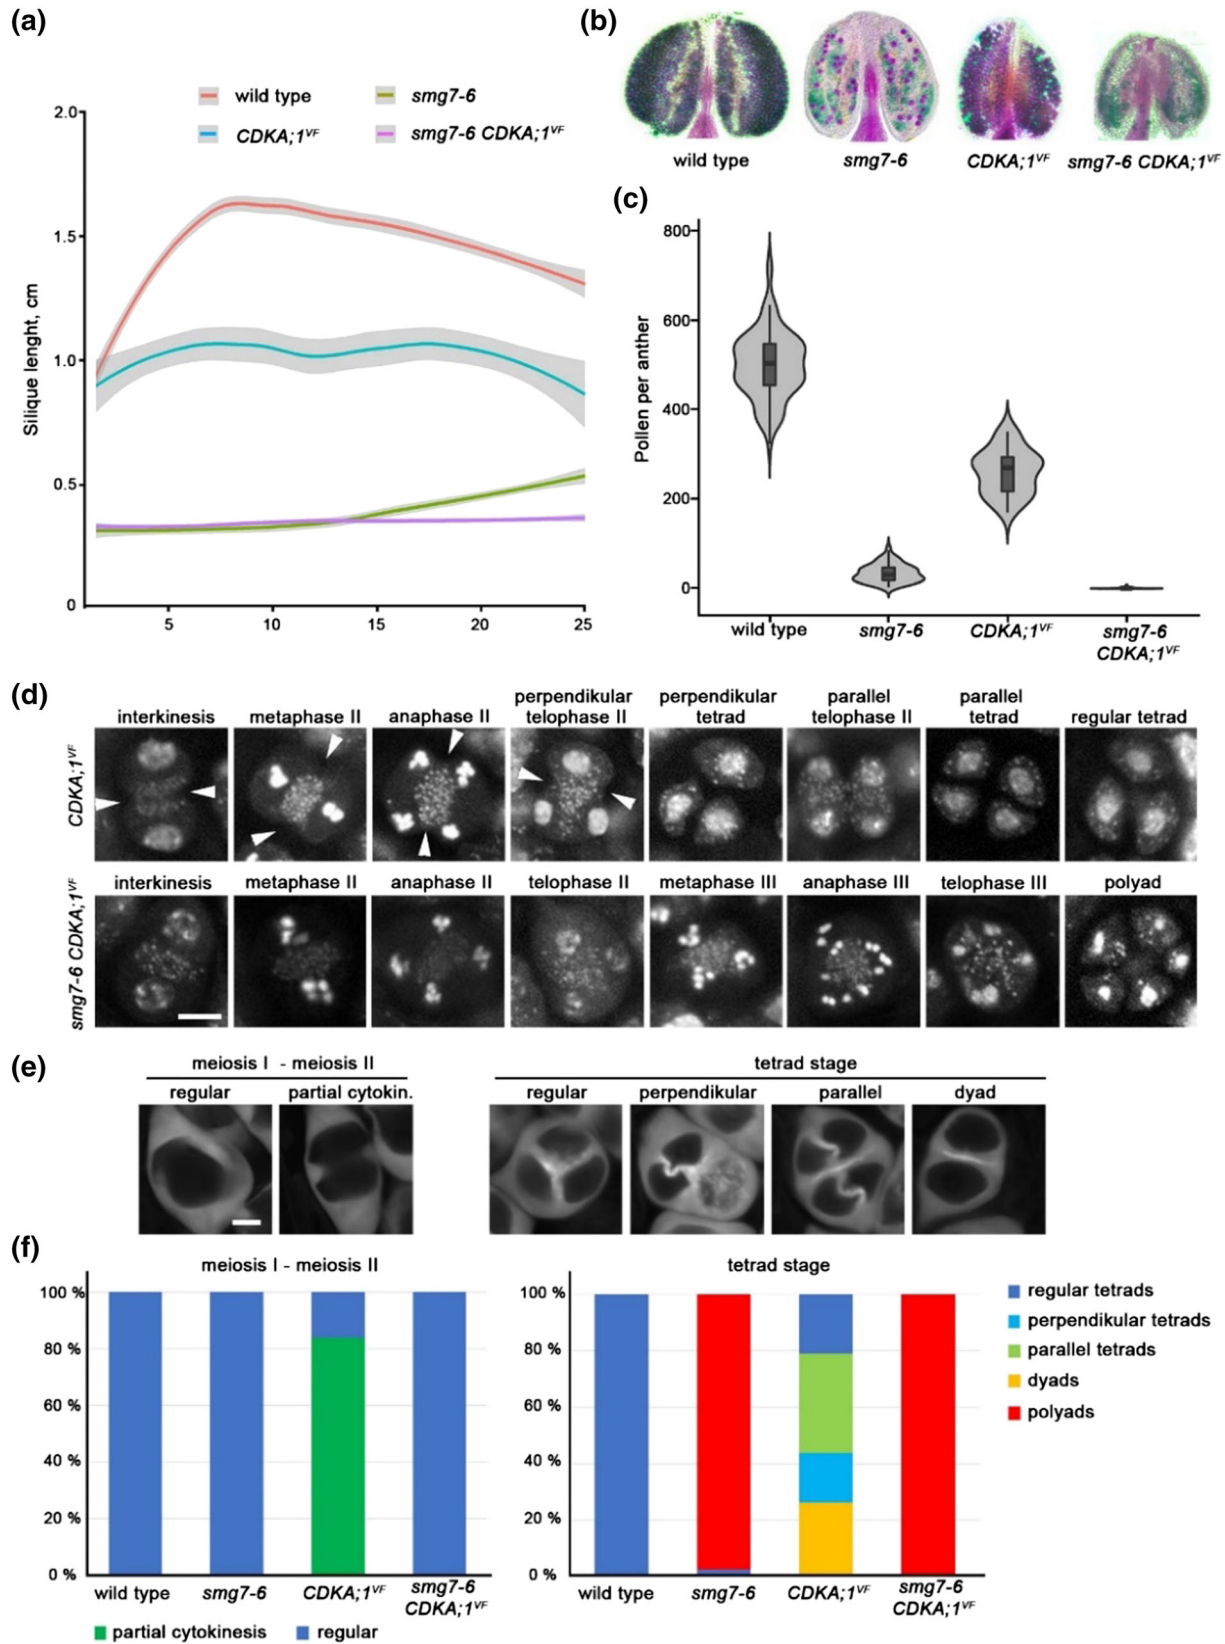 (a)
wild type
smg7-6
CDKA;1VF
smg7-6 CDKA;1VF
2.0
1.5
1.0
0.5
0
Silique lenght, cm
5
10
15
20
25
(b)
wild type
smg7-6
CDKA;1VF
smg7-6 CDKA;1VF
(c)
800
600
400
200
0
Pollen per anther
wild type
smg7-6
CDKA;1VF
smg7-6
CDKA;1VF
(d)
CDKA;1VF
interkinesis
metaphase II
anaphase II
perpendikular
telophase II
perpendikular
tetrad
parallel
telophase II
parallel
tetrad
regular tetrad
smg7-6 CDKA;1VF
interkinesis
metaphase II
anaphase II
telophase II
metaphase III
anaphase III
telophase III
polyad
(e)
meiosis I - meiosis II
regular
partial cytokin.
tetrad stage
regular
perpendikular
parallel
dyad
(f)
meiosis I - meiosis II
100 %
80 %
60 %
40 %
20 %
0 %
wild type
smg7-6
CDKA;1VF
smg7-6
CDKA;1VF
partial cytokinesis
regular
tetrad stage
100 %
80 %
60 %
40 %
20 %
0 %
wild type
smg7-6
CDKA;1VF
smg7-6
CDKA;1VF
regular tetrads
perpendikular tetrads
parallel tetrads
dyads
polyads